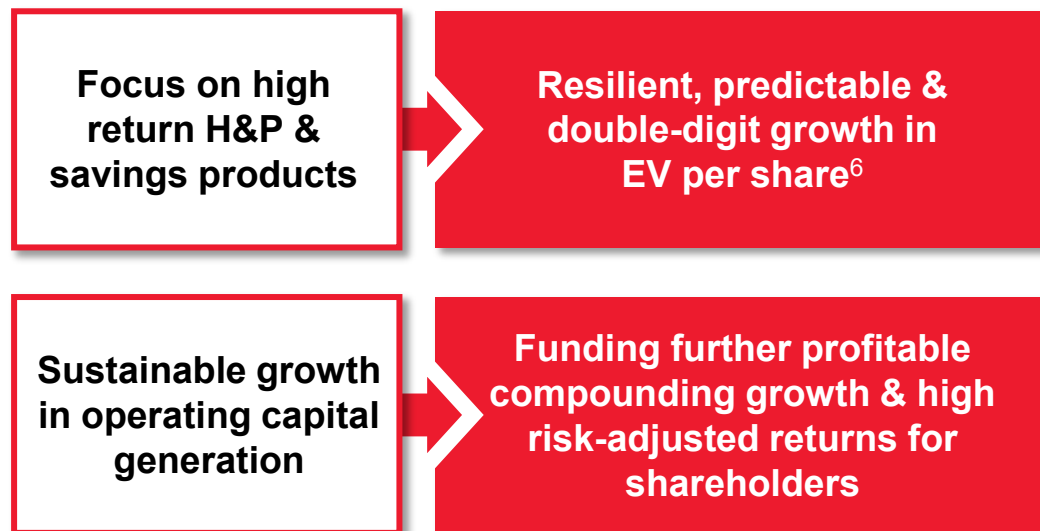 Focus on high
return H&P &
savings products
Resilient, predictable &
double-digit growth in
EV per share⁶
Sustainable growth
in operating capital
generation
Funding further profitable
compounding growth & high
risk-adjusted returns for
shareholders